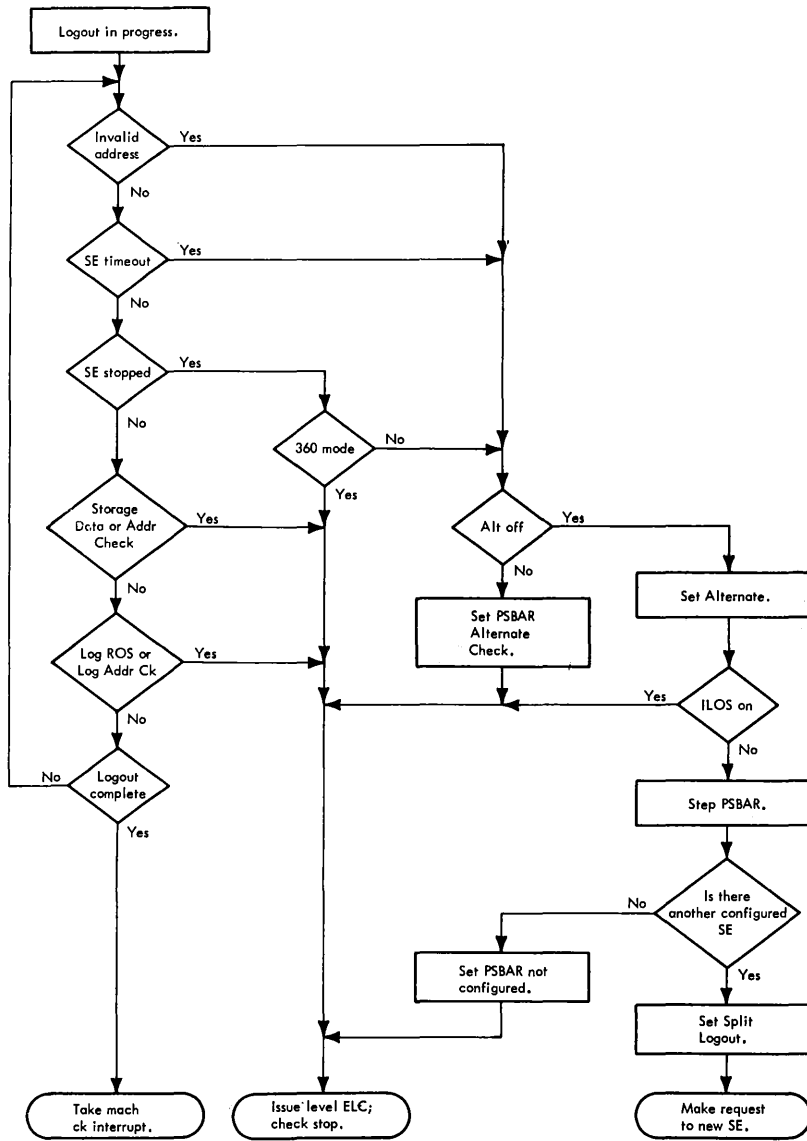 Logout in progress.
Invalid
address
Yes
No
SE timeout
Yes
No
SE stopped
Yes
No
360 mode
No
Yes
Storage
Data or Addr
Check
Yes
No
Alt off
Yes
No
Set Alternate.
Set PSBAR
Alternate
Check.
Log ROS or
Log Addr Ck
Yes
No
ILOS on
Yes
No
Logout
complete
No
Yes
Step PSBAR.
Is there
another configured
SE
No
Yes
Set PSBAR not
configured.
Set Split
Logout.
Take mach
ck interrupt.
Issue level ELC;
check stop.
Make request
to new SE.